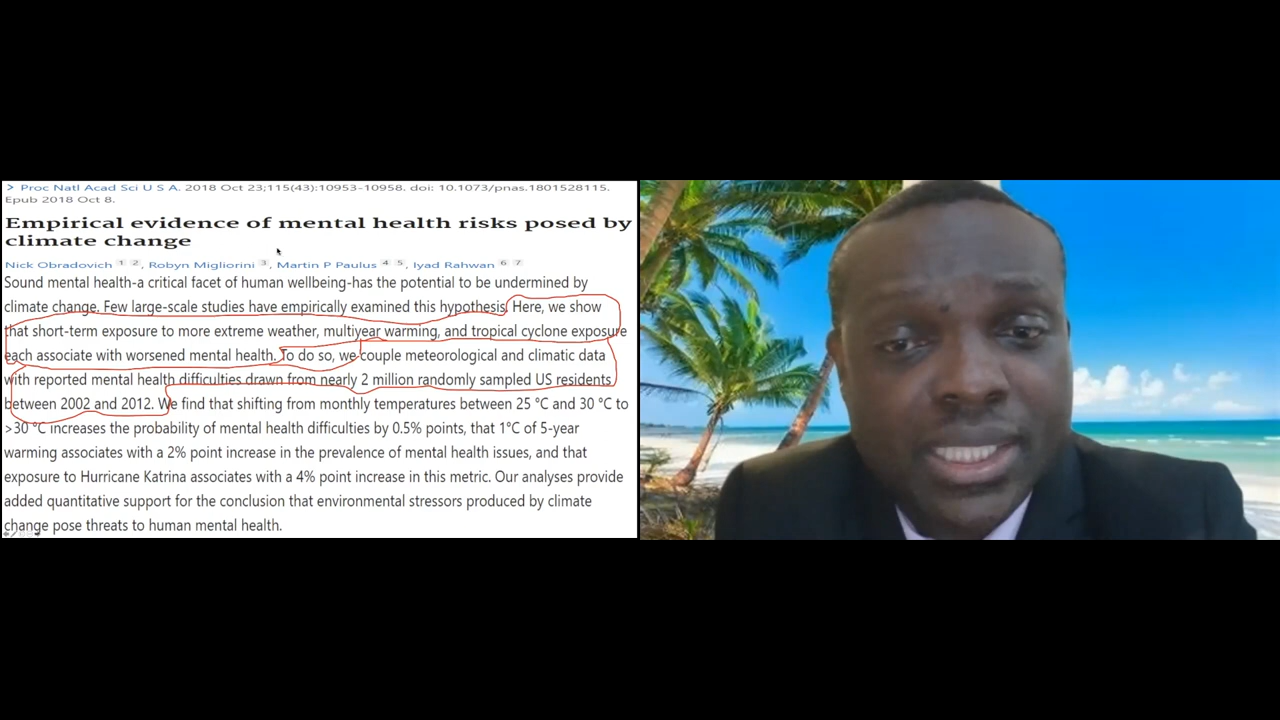 > Proc Natl Acad Sci U S A. 2018 Oct 23;115(43):10953-10958. doi: 10.1073/pnas.1801528115.
Epub 2018 Oct 8.
Empirical evidence of mental health risks posed by
climate change
Nick Obradovich 1 2, Robyn Migliorini 3, Martin P Paulus 4 5, Iyad Rahwan 6 7
Sound mental health-a critical facet of human wellbeing-has the potential to be undermined by
climate change. Few large-scale studies have empirically examined this hypothesis. Here, we show
that short-term exposure to more extreme weather, multiyear warming, and tropical cyclone exposure
each associate with worsened mental health. To do so, we couple meteorological and climatic data
with reported mental health difficulties drawn from nearly 2 million randomly sampled US residents
between 2002 and 2012. We find that shifting from monthly temperatures between 25 °C and 30 °C to
>30 °C increases the probability of mental health difficulties by 0.5% points, that 1°C of 5-year
warming associates with a 2% point increase in the prevalence of mental health issues, and that
exposure to Hurricane Katrina associates with a 4% point increase in this metric. Our analyses provide
added quantitative support for the conclusion that environmental stressors produced by climate
change pose threats to human mental health.